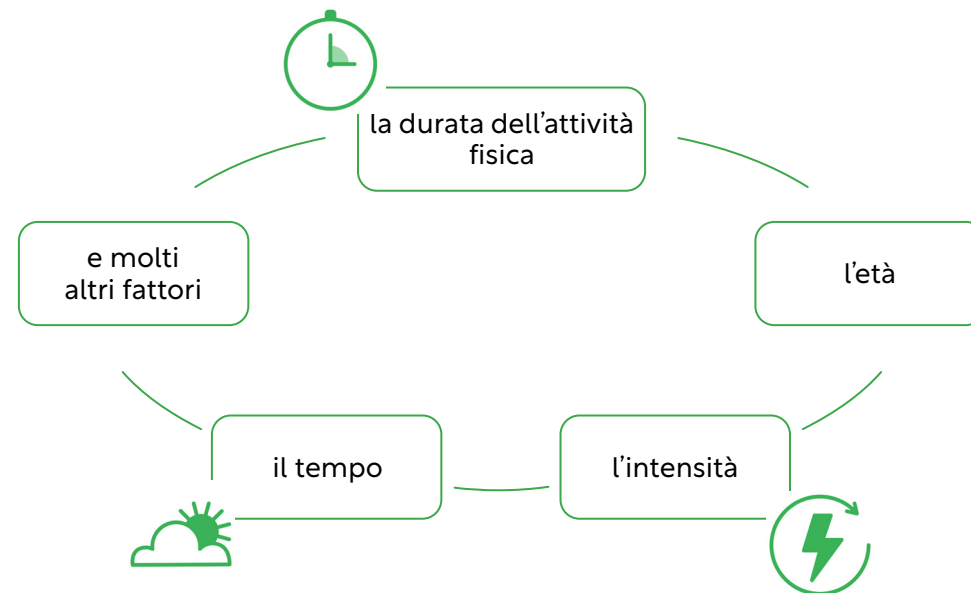 la durata dell’attività
fisica
l’età
l’intensità
il tempo
e molti
altri fattori